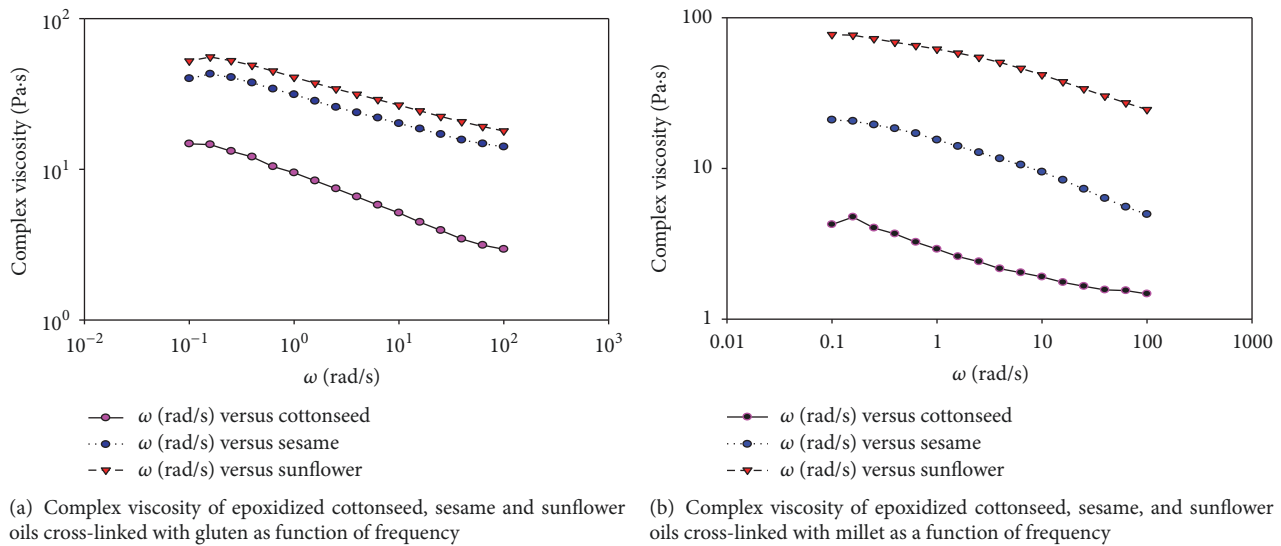 10²
10¹
10⁰
Complex viscosity (Pa·s)
10⁻² 10⁻¹ 10⁰ 10¹ 10² 10³
ω (rad/s)
ω (rad/s) versus cottonseed
ω (rad/s) versus sesame
ω (rad/s) versus sunflower
(a) Complex viscosity of epoxidized cottonseed, sesame and sunflower
oils cross-linked with gluten as function of frequency
100
10
1
Complex viscosity (Pa·s)
0.01 0.1 1 10 100 1000
ω (rad/s)
ω (rad/s) versus cottonseed
ω (rad/s) versus sesame
ω (rad/s) versus sunflower
(b) Complex viscosity of epoxidized cottonseed, sesame, and sunflower
oils cross-linked with millet as a function of frequency